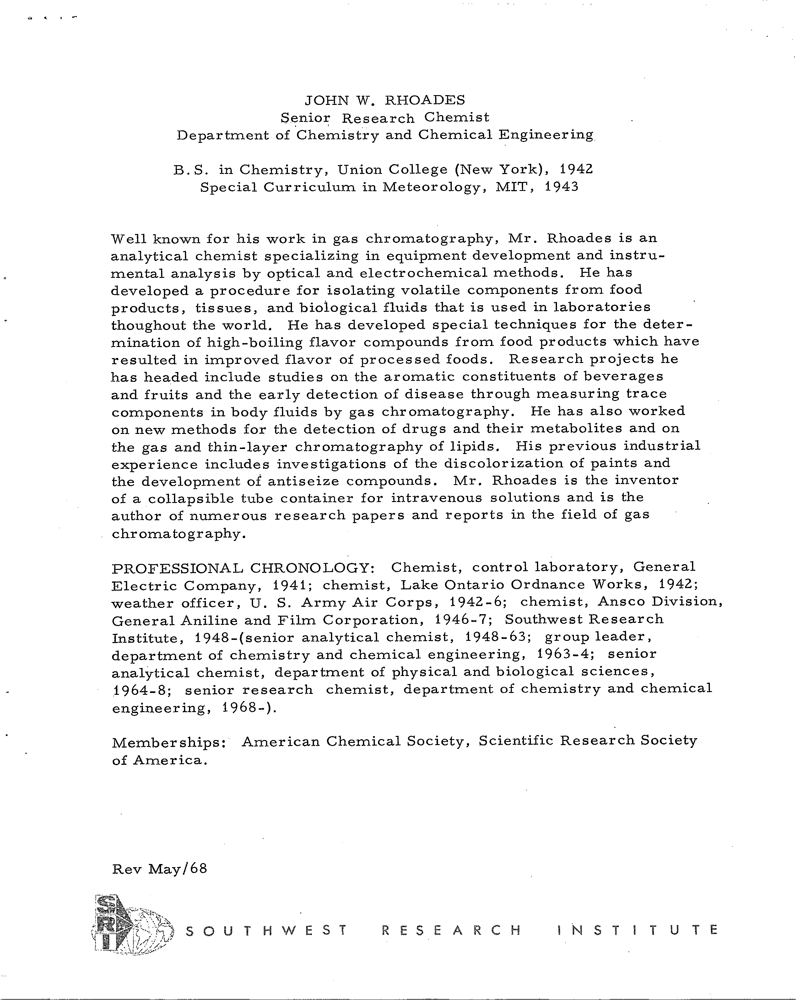 JOHN W. RHOADES
Senior Research Chemist
Department of Chemistry and Chemical Engineering
B.S. in Chemistry, Union College (New York), 1942
Special Curriculum in Meteorology, MIT, 1943
Well known for his work in gas chromatography, Mr. Rhoades is an
analytical chemist specializing in equipment development and instru-
mental analysis by optical and electrochemical methods. He has
developed a procedure for isolating volatile components from food
products, tissues, and biological fluids that is used in laboratories
thoughout the world. He has developed special techniques for the deter-
mination of high-boiling flavor compounds from food products which have
resulted in improved flavor of processed foods. Research projects he
has headed include studies on the aromatic constituents of beverages
and fruits and the early detection of disease through measuring trace
components in body fluids by gas chromatography. He has also worked
on new methods for the detection of drugs and their metabolites and on
the gas and thin-layer chromatography of lipids. His previous industrial
experience includes investigations of the discolorization of paints and
the development of antiseize compounds. Mr. Rhoades is the inventor
of a collapsible tube container for intravenous solutions and is the
author of numerous research papers and reports in the field of gas
chromatography.
PROFESSIONAL CHRONOLOGY: Chemist, control laboratory, General
Electric Company, 1941; chemist, Lake Ontario Ordnance Works, 1942;
weather officer, U. S. Army Air Corps, 1942-6; chemist, Ansco Division,
General Aniline and Film Corporation, 1946-7; Southwest Research
Institute, 1948-(senior analytical chemist, 1948-63; group leader,
department of chemistry and chemical engineering, 1963-4; senior
analytical chemist, department of physical and biological sciences,
1964-8; senior research chemist, department of chemistry and chemical
engineering, 1968-).
Memberships: American Chemical Society, Scientific Research Society
of America.
Rev May/68
SRI
SOUTHWEST RESEARCH INSTITUTE